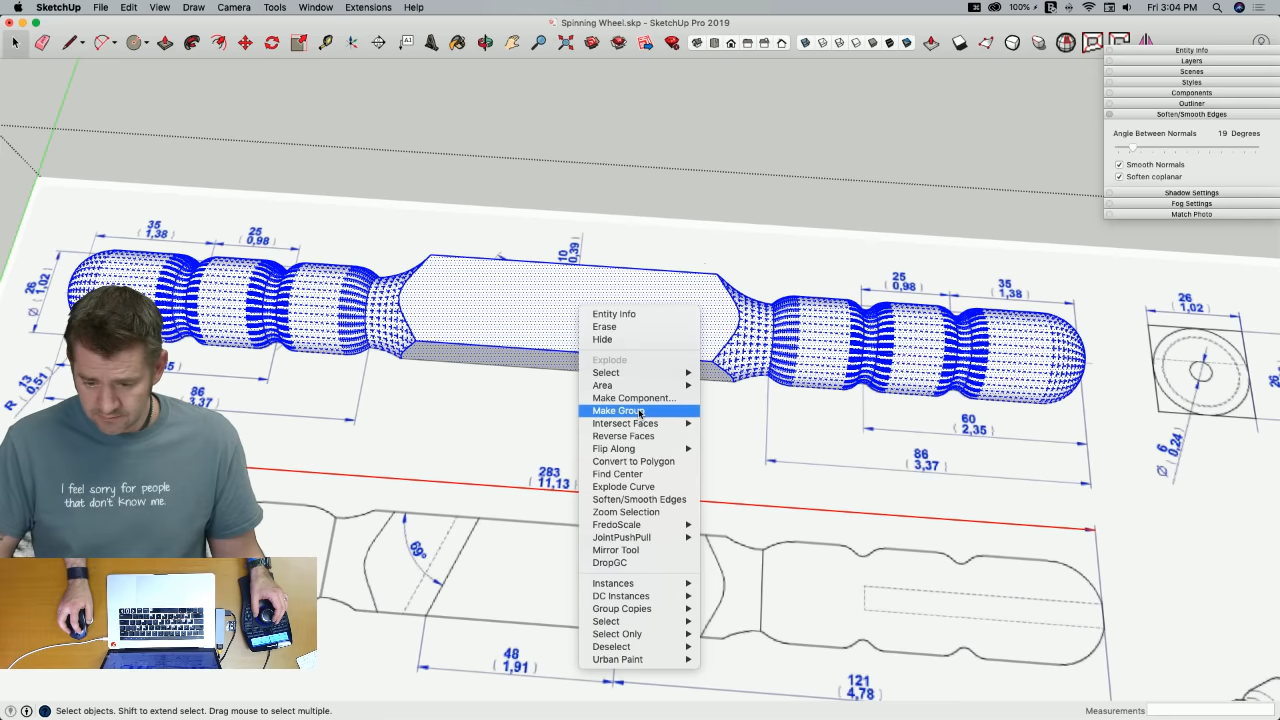 SketchUp File Edit View Draw Camera Tools Window Extensions Help 100% Fri 3:04 PM
Spinning Wheel.skp - SketchUp Pro 2019
Entity Info
Layers
Scenes
Styles
Components
Outliner
Soften/Smooth Edges
Angle Between Normals 19 Degrees
Smooth Normals
Soften coplanar
Shadow Settings
Fog Settings
Match Photo
35
( 1,38 )
25
( 0,98 )
10
0,39 )
Ø 26
1,02 )
25
( 0,98 )
35
( 1,38 )
26
( 1,02 )
86
3,37
R 13
0,51 )
60
( 2,35 )
86
( 3,37 )
Ø 6
( 0,24 )
283
( 11,13 )
69°
48
( 1,91 )
121
( 4,78 )
Entity Info
Erase
Hide
Explode
Select
Area
Make Component...
Make Group
Intersect Faces
Reverse Faces
Flip Along
Convert to Polygon
Find Center
Explode Curve
Soften/Smooth Edges
Zoom Selection
FredoScale
JointPushPull
Mirror Tool
DropGC
Instances
DC Instances
Group Copies
Select
Select Only
Deselect
Urban Paint
I feel sorry for people
that don't know me.
Select objects. Shift to extend select. Drag mouse to select multiple. Measurements